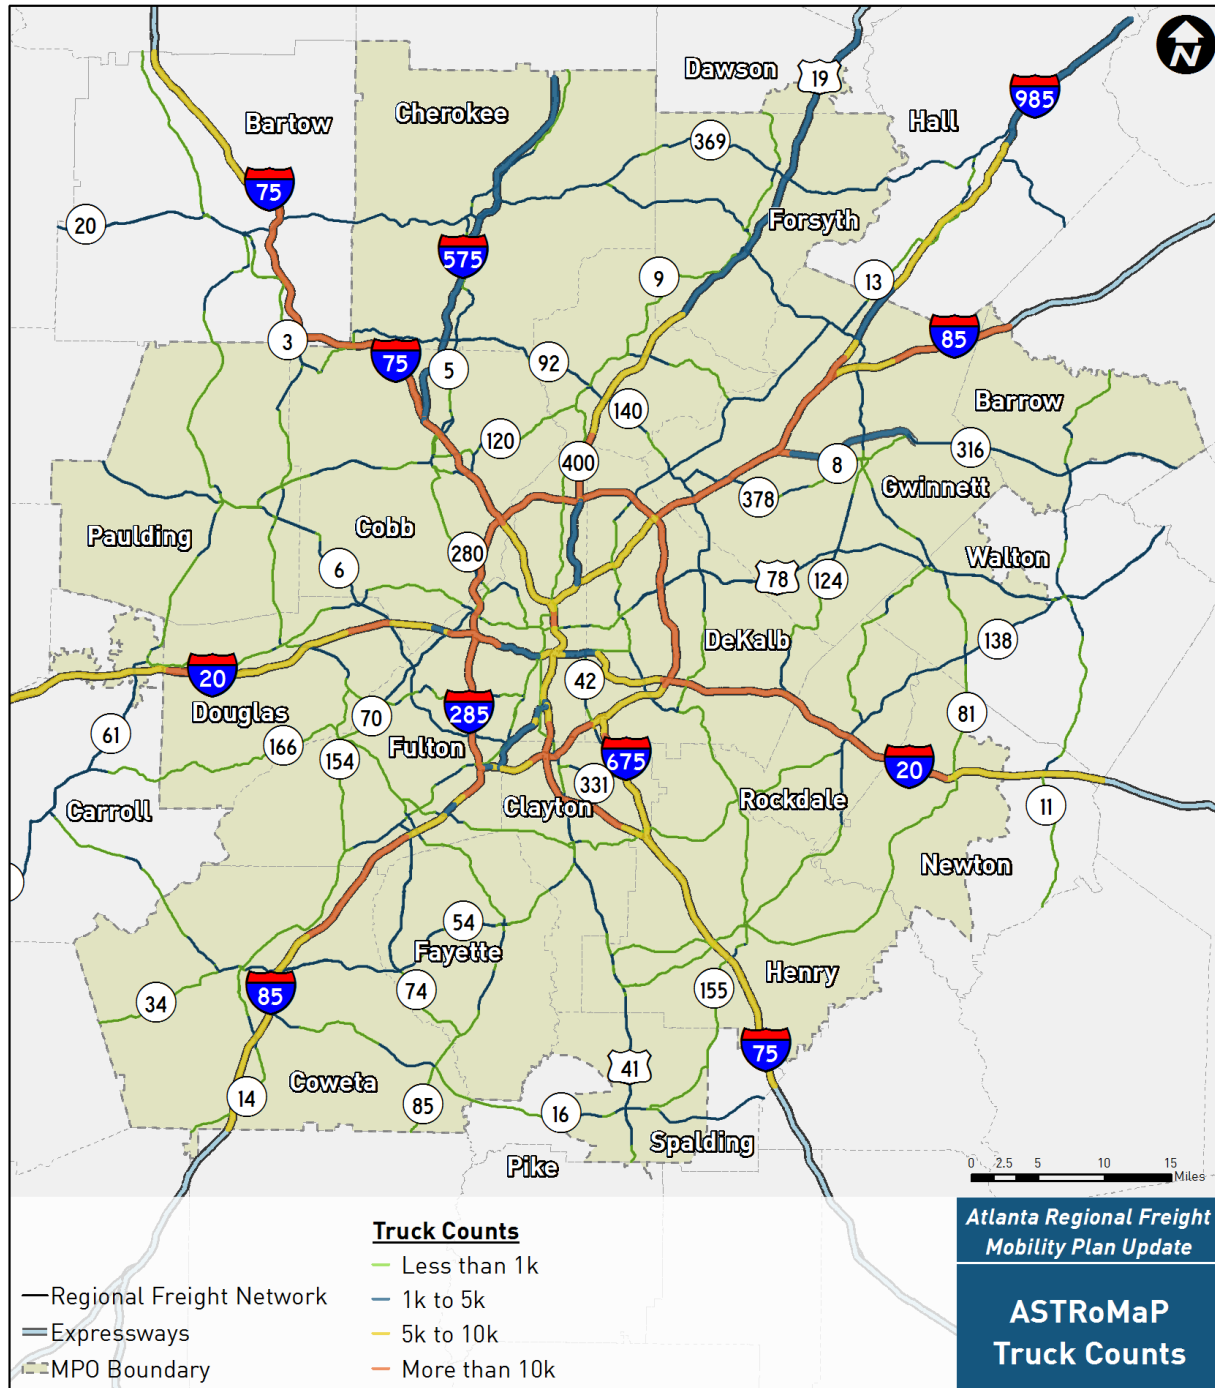 Dawson
19
Hall
985
Cherokee
Bartow
369
75
20
Forsyth
575
9
13
3
75
5
92
85
140
Barrow
120
400
8
316
378
Gwinnett
Paulding
Cobb
280
6
78
124
Walton
DeKalb
138
20
42
Douglas
70
285
81
61
166
154
Fulton
675
20
331
Clayton
Rockdale
Carroll
11
Newton
54
Fayette
Henry
34
85
74
155
75
41
Coweta
14
85
16
Spalding
Pike
0 2.5 5 10 15
Miles
Truck Counts
Less than 1k
1k to 5k
5k to 10k
More than 10k
Regional Freight Network
Expressways
MPO Boundary
Atlanta Regional Freight
Mobility Plan Update
ASTRoMaP
Truck Counts
N